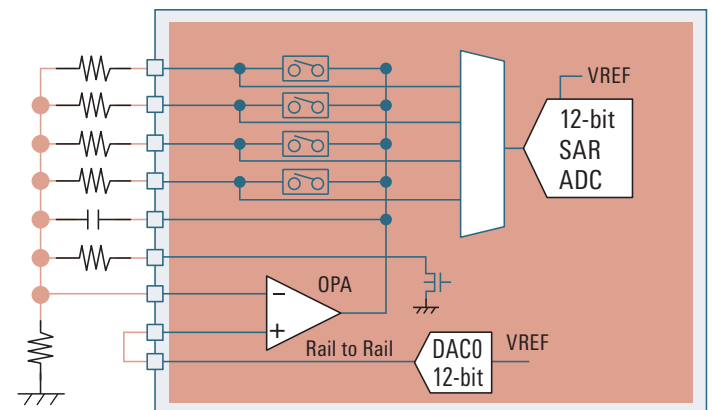 VREF
12-bit
SAR
ADC
OPA
−
+
Rail to Rail
DAC0
12-bit
VREF